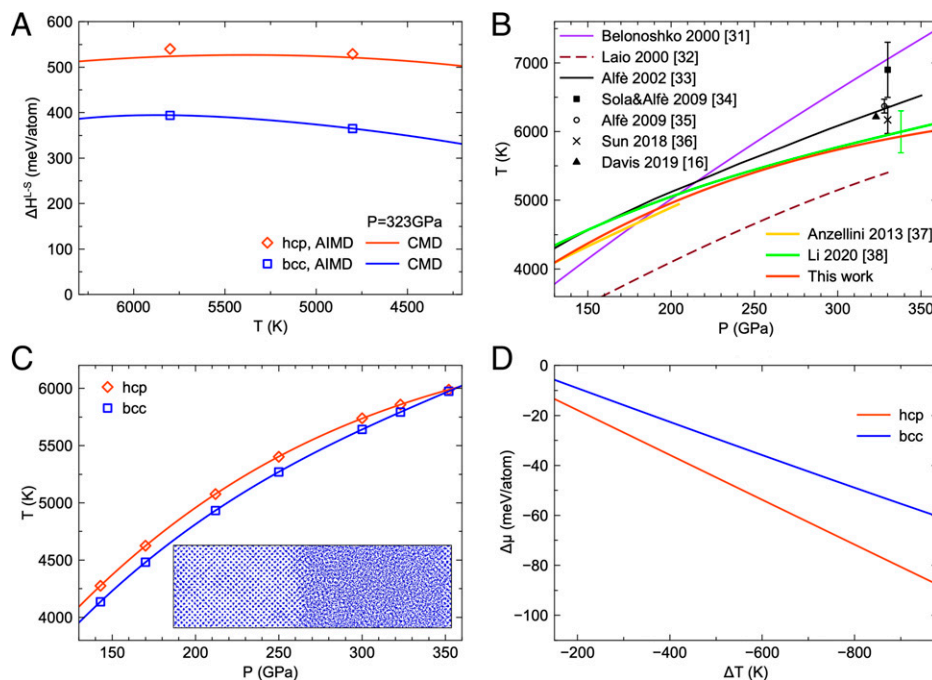 A
600
500
400
300
200
100
0
ΔH^L-S (meV/atom)
P=323GPa
hcp, AIMD CMD
bcc, AIMD CMD
6000 5500 5000 4500
T (K)
B
7000
6000
5000
4000
T (K)
Belonoshko 2000 [31]
Laio 2000 [32]
Alfè 2002 [33]
Sola&Alfè 2009 [34]
Alfè 2009 [35]
Sun 2018 [36]
Davis 2019 [16]
Anzellini 2013 [37]
Li 2020 [38]
This work
150 200 250 300 350
P (GPa)
C
6000
5500
5000
4500
4000
T (K)
hcp
bcc
150 200 250 300 350
P (GPa)
D
0
−20
−40
−60
−80
−100
Δμ (meV/atom)
hcp
bcc
−200 −400 −600 −800
ΔT (K)